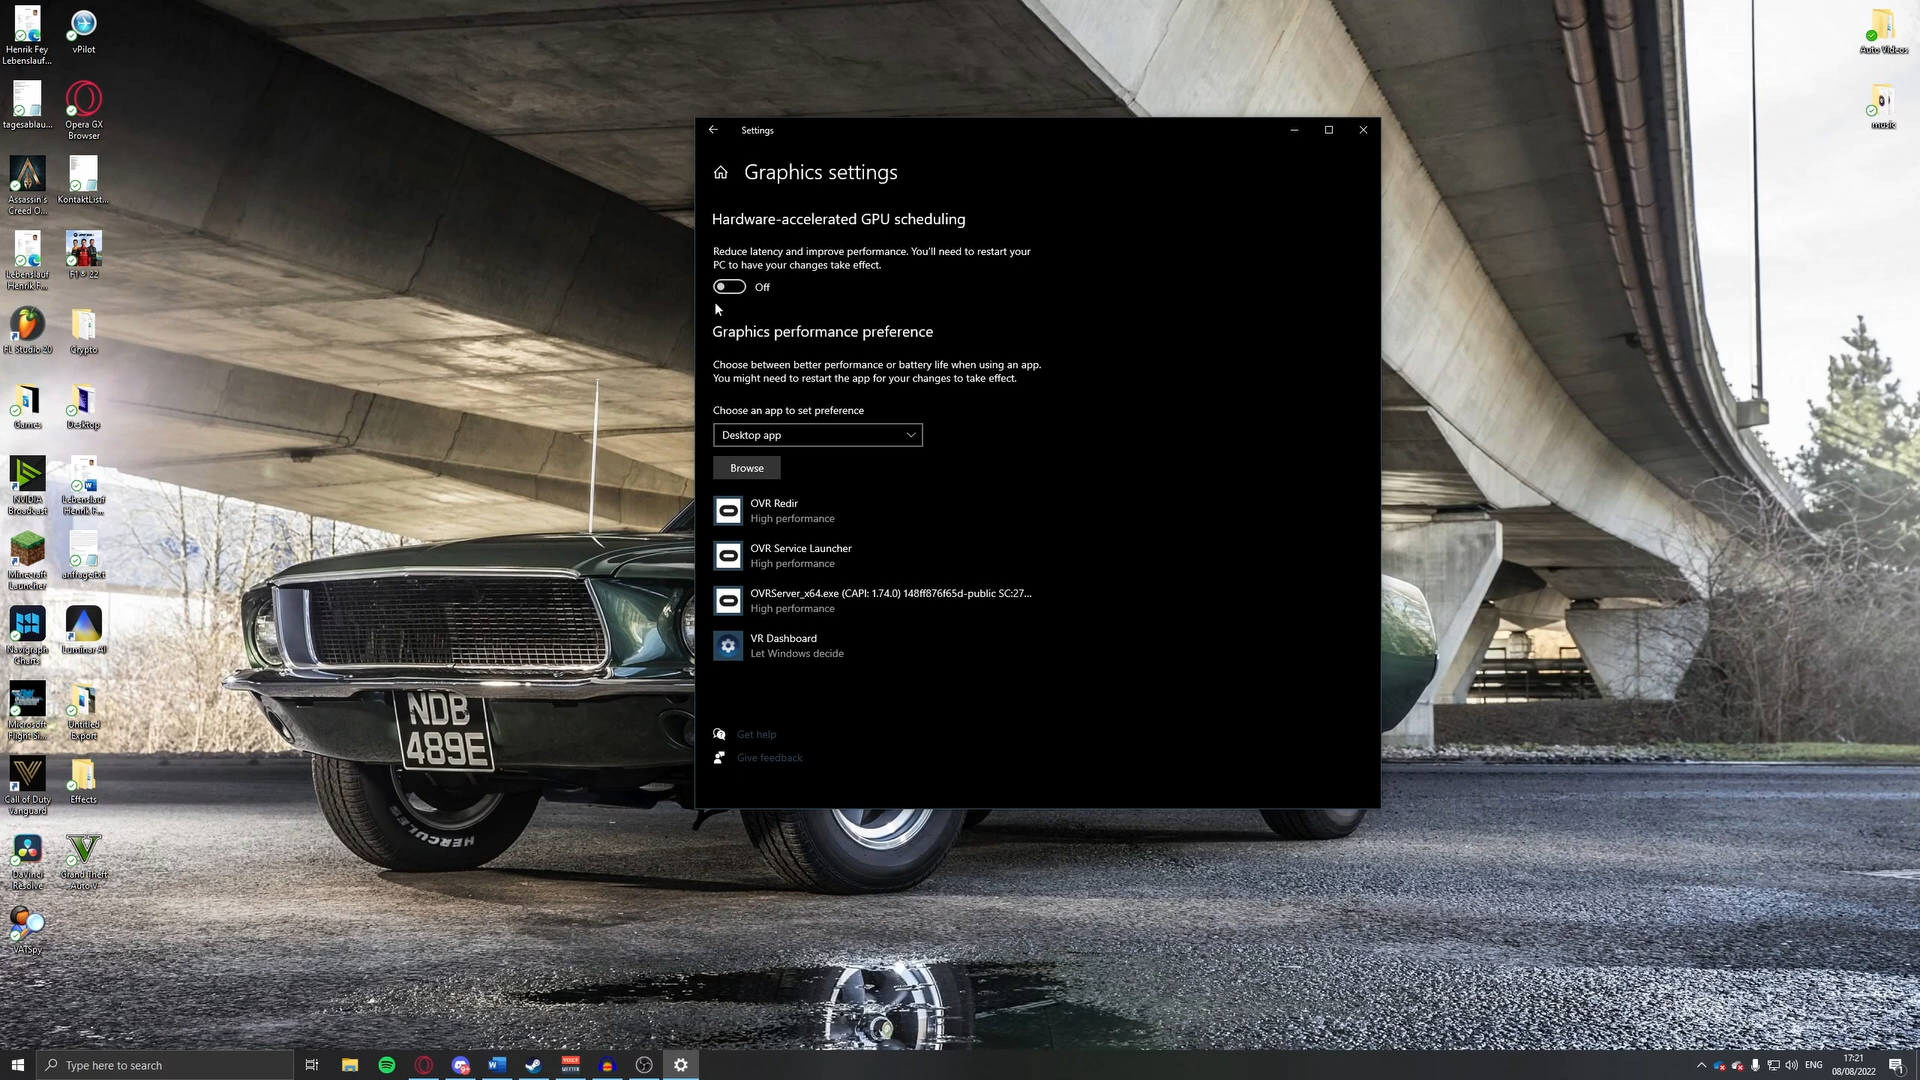 Henrik Fey
Lebenslauf...
vPilot
tagesablau...
Opera GX
Browser
Assassin's
Creed O...
KontaktList...
Lebenslauf
Henrik F...
F1® 22
FL Studio 20
Crypto
Games
Desktop
NVIDIA
Broadcast
Lebenslauf
Henrik F...
Minecraft
Launcher
anfragetxt
Navigraph
Charts
Luminar AI
Microsoft
Flight Si...
Untitled
Export
Call of Duty
Vanguard
Effects
DaVinci
Resolve
Grand Theft
Auto V
VATSpy
Auto Videos
music
Settings
Graphics settings
Hardware-accelerated GPU scheduling
Reduce latency and improve performance. You'll need to restart your
PC to have your changes take effect.
Off
Graphics performance preference
Choose between better performance or battery life when using an app.
You might need to restart the app for your changes to take effect.
Choose an app to set preference
Desktop app
Browse
OVR Redir
High performance
OVR Service Launcher
High performance
OVRServer_x64.exe (CAPI: 1.74.0) 148ff876f65d-public SC:27...
High performance
VR Dashboard
Let Windows decide
Get help
Give feedback
NDB
489E
HERCULES
Type here to search
ENG
17:21
08/08/2022